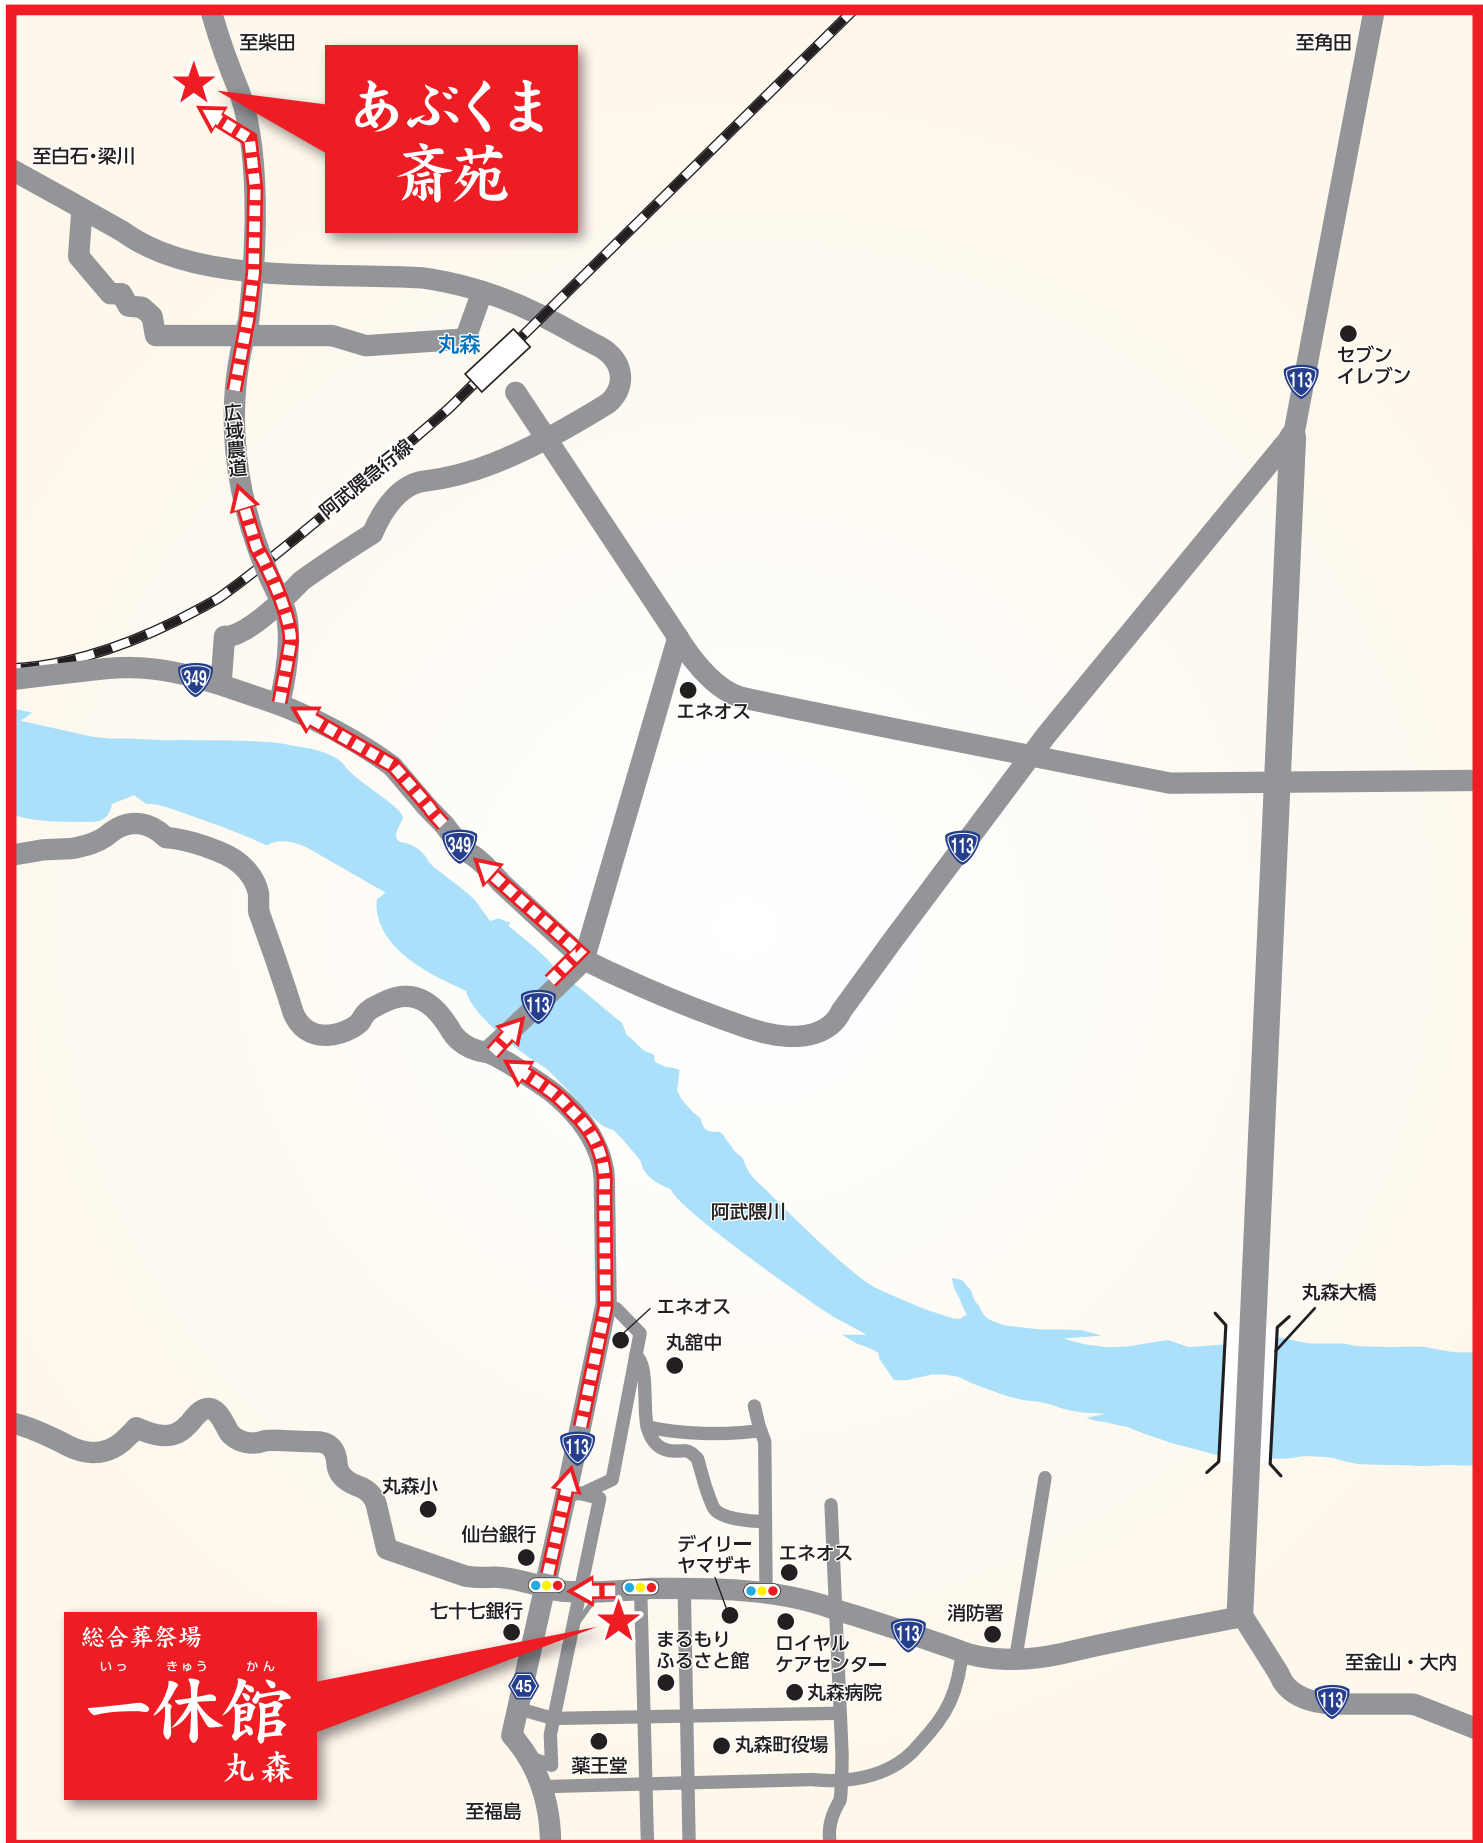 至柴田
至角田
あぶくま
斎苑
至白石・梁川
丸森
セブン
イレブン
113
広域農道
阿武隈急行線
349
エネオス
349
113
113
阿武隈川
丸森大橋
エネオス
丸舘中
113
丸森小
仙台銀行
デイリー
ヤマザキ
エネオス
七十七銀行
消防署
113
総合葬祭場
いっ きゅう かん
一休館
丸森
まるもり
ふるさと館
ロイヤル
ケアセンター
至金山・大内
45
丸森病院
113
丸森町役場
薬王堂
至福島